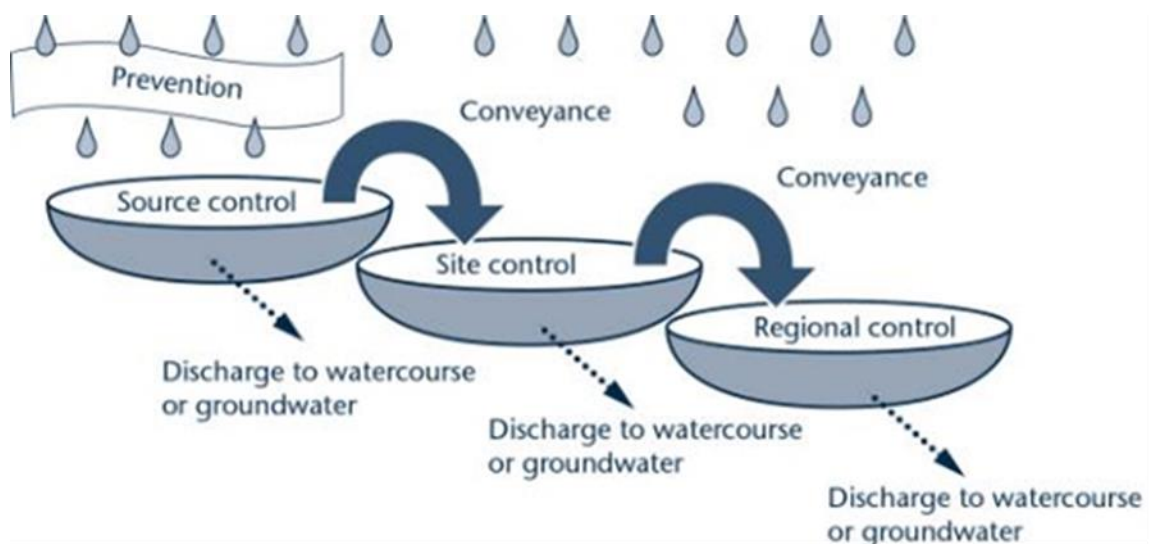 Prevention
Conveyance
Conveyance
Source control
Site control
Regional control
Discharge to watercourse
or groundwater
Discharge to watercourse
or groundwater
Discharge to watercourse
or groundwater